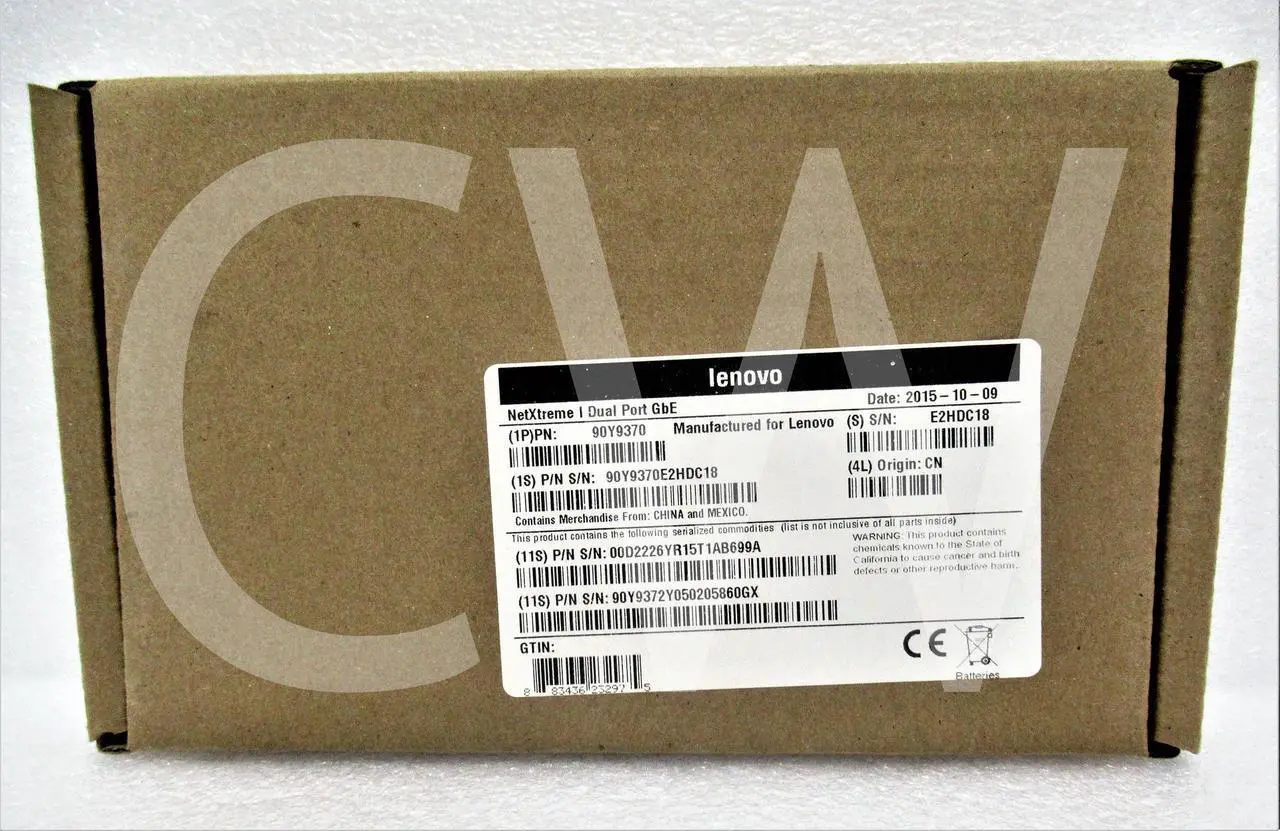 CW
lenovo
NetXtreme I Dual Port GbE Date: 2015-10-09
(1P)PN: 90Y9370 Manufactured for Lenovo (S) S/N: E2HDC18
(1S) P/N S/N: 90Y9370E2HDC18 (4L) Origin: CN
Contains Merchandise From: CHINA and MEXICO.
This product contains the following serialized commodities (list is not inclusive of all parts inside)
(11S) P/N S/N: 00D2226YR15T1AB699A
WARNING: This product contains
chemicals known to the State of
California to cause cancer and birth
defects or other reproductive harm.
(11S) P/N S/N: 90Y9372Y050205860GX
GTIN:
8 83436 23297 5
CE
Batteries